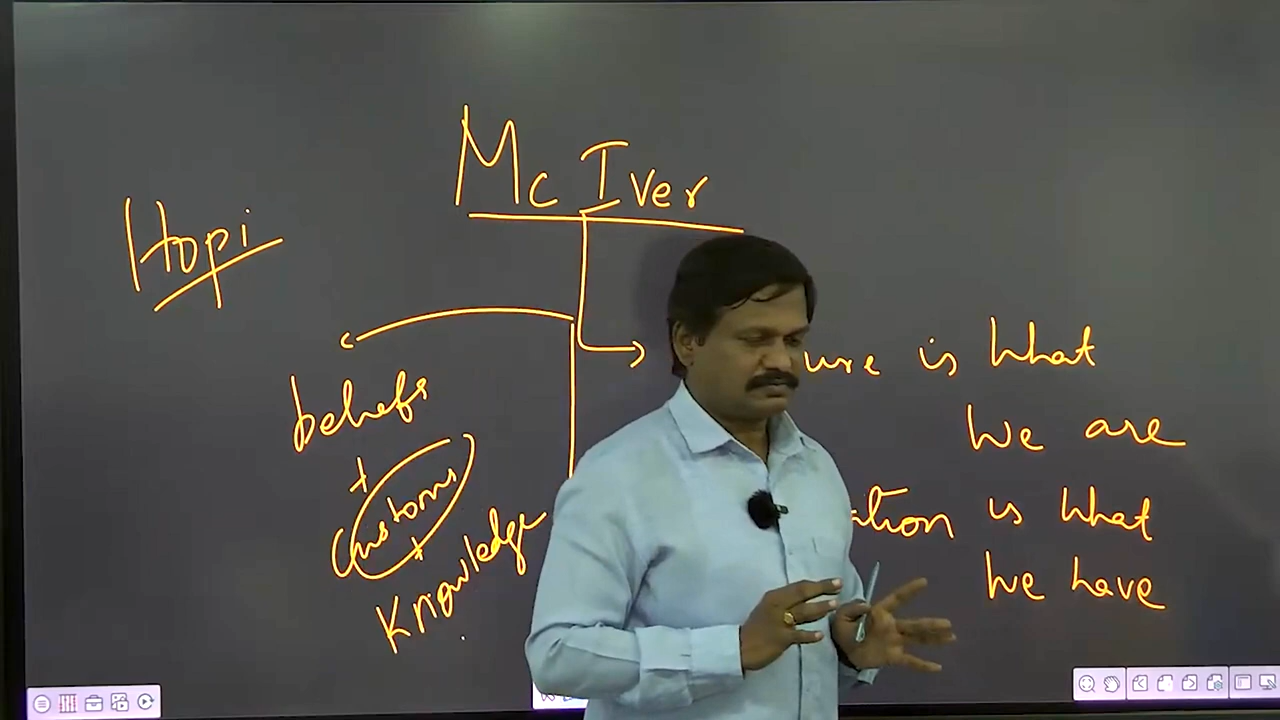 Mc Iver
Hopi
beliefs
+
Customs
+
Knowledge
ure is what
we are
ation is what
we have